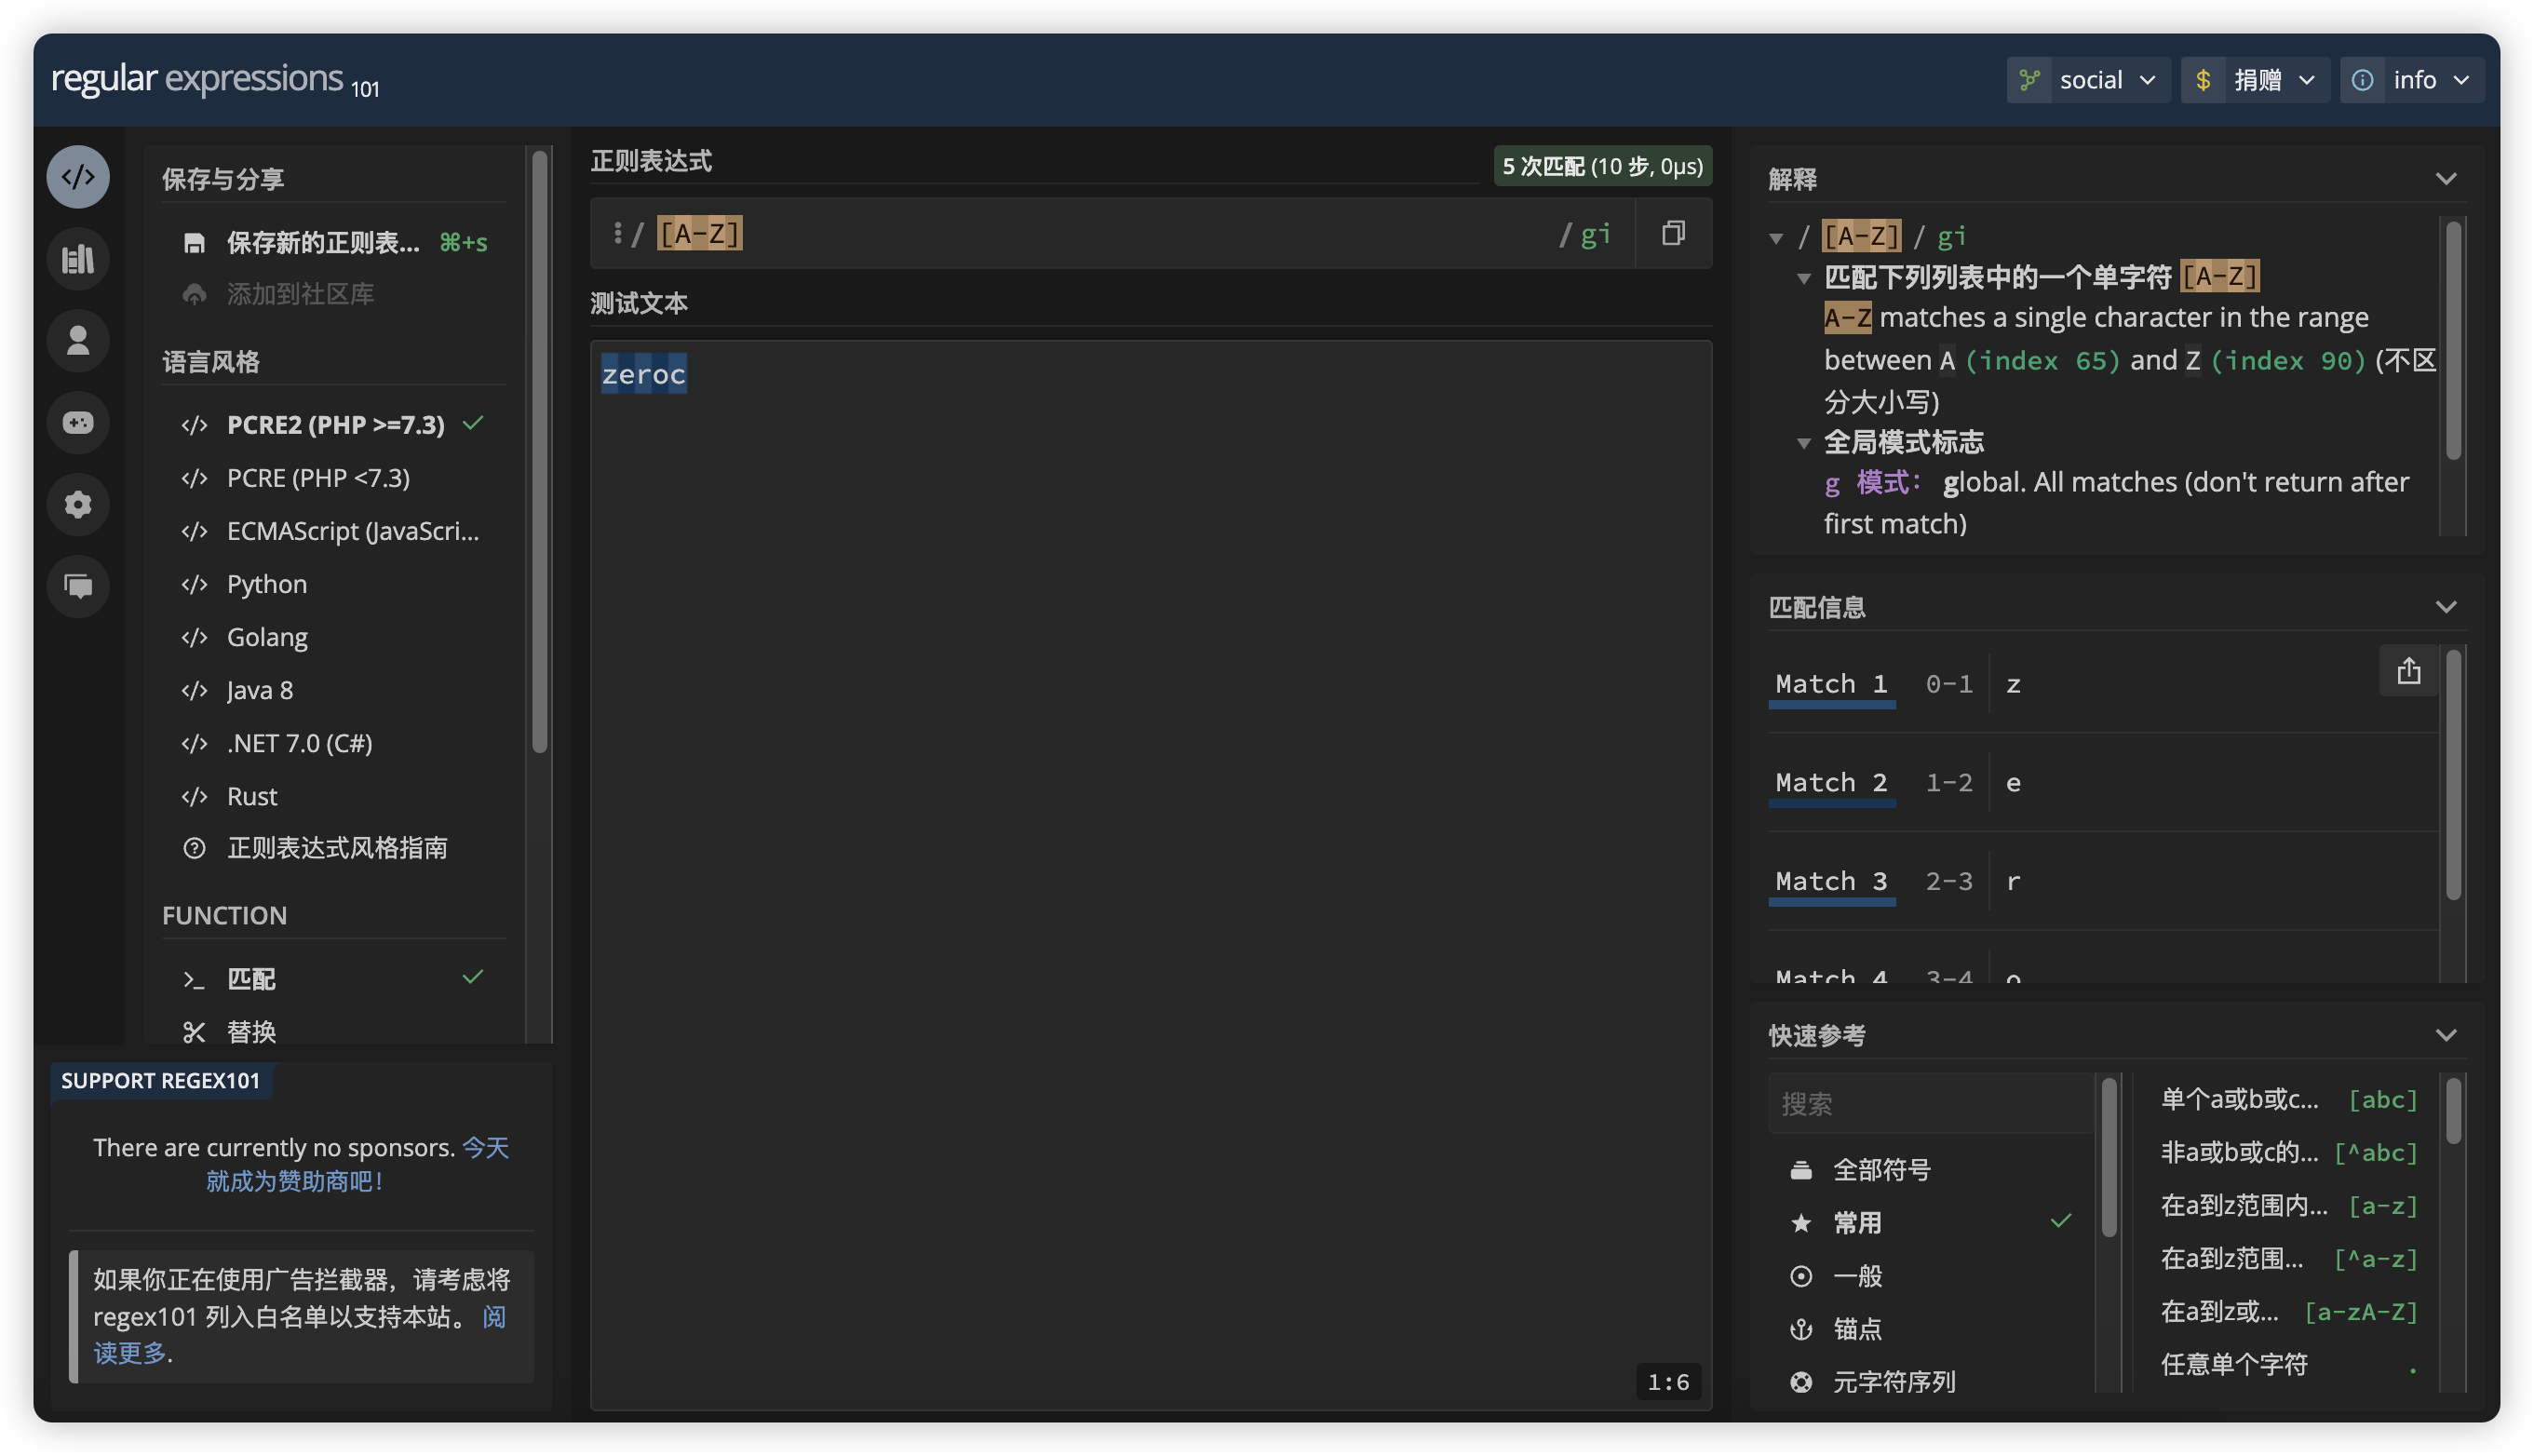 regular expressions 101
social
捐赠
info
保存与分享
保存新的正则表... ⌘+s
添加到社区库
语言风格
</> PCRE2 (PHP >=7.3)
</> PCRE (PHP <7.3)
</> ECMAScript (JavaScri...
</> Python
</> Golang
</> Java 8
</> .NET 7.0 (C#)
</> Rust
正则表达式风格指南
FUNCTION
匹配
替换
SUPPORT REGEX101
There are currently no sponsors. 今天
就成为赞助商吧!
如果你正在使用广告拦截器，请考虑将
regex101 列入白名单以支持本站。 阅
读更多.
正则表达式
5 次匹配 (10 步, 0μs)
/ [A-Z] / gi
测试文本
zeroc
1:6
解释
/ [A-Z] / gi
匹配下列列表中的一个单字符 [A-Z]
A-Z matches a single character in the range
between A (index 65) and Z (index 90) (不区
分大小写)
全局模式标志
g 模式: global. All matches (don't return after
first match)
匹配信息
Match 1 0-1 z
Match 2 1-2 e
Match 3 2-3 r
Match 4 3-4 o
快速参考
搜索
全部符号
常用
一般
锚点
元字符序列
单个a或b或c... [abc]
非a或b或c的... [^abc]
在a到z范围内... [a-z]
在a到z范围... [^a-z]
在a到z或... [a-zA-Z]
任意单个字符 .